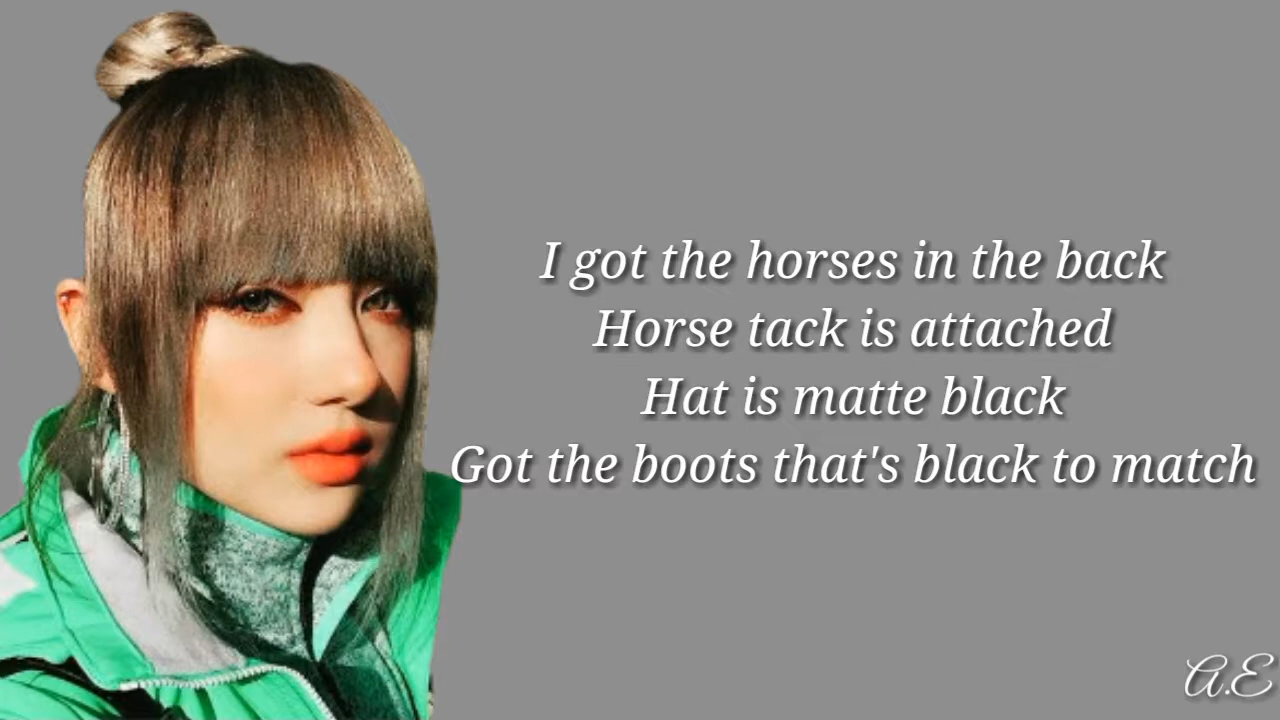 I got the horses in the back
Horse tack is attached
Hat is matte black
Got the boots that's black to match
A.E